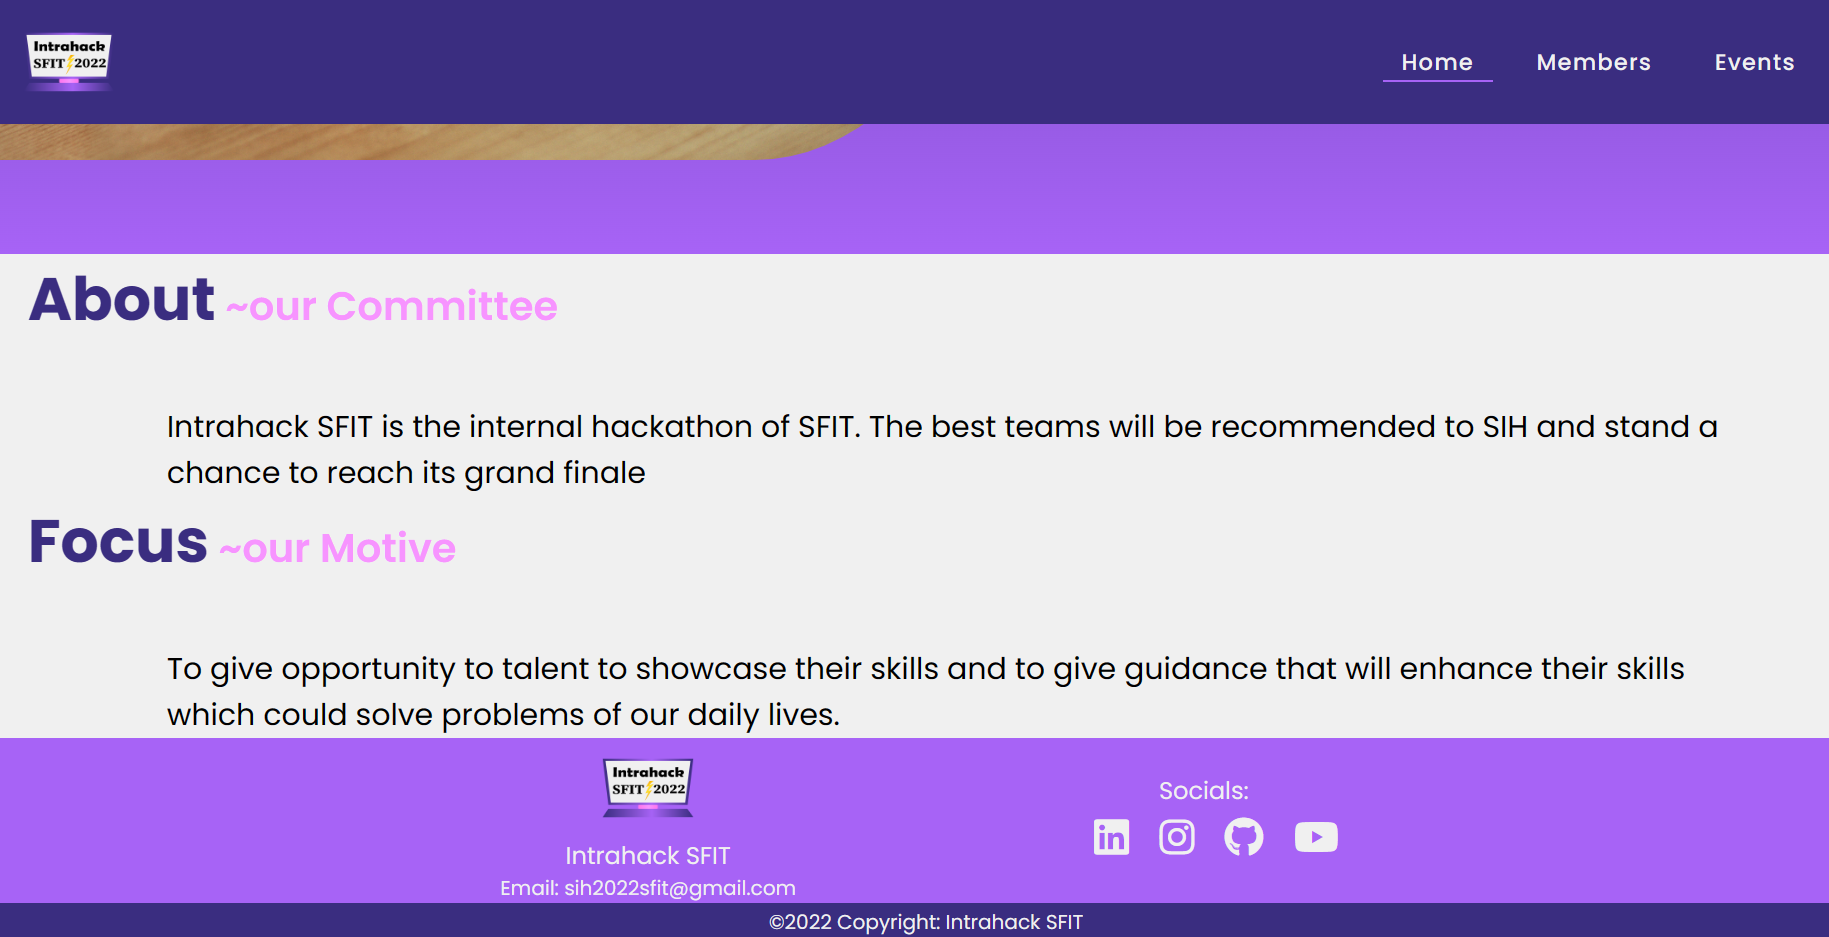 Intrahack
SFIT 2022
Home Members Events
About ~our Committee
Intrahack SFIT is the internal hackathon of SFIT. The best teams will be recommended to SIH and stand a
chance to reach its grand finale
Focus ~our Motive
To give opportunity to talent to showcase their skills and to give guidance that will enhance their skills
which could solve problems of our daily lives.
Intrahack
SFIT 2022
Intrahack SFIT
Email: sih2022sfit@gmail.com
Socials:
in
©2022 Copyright: Intrahack SFIT